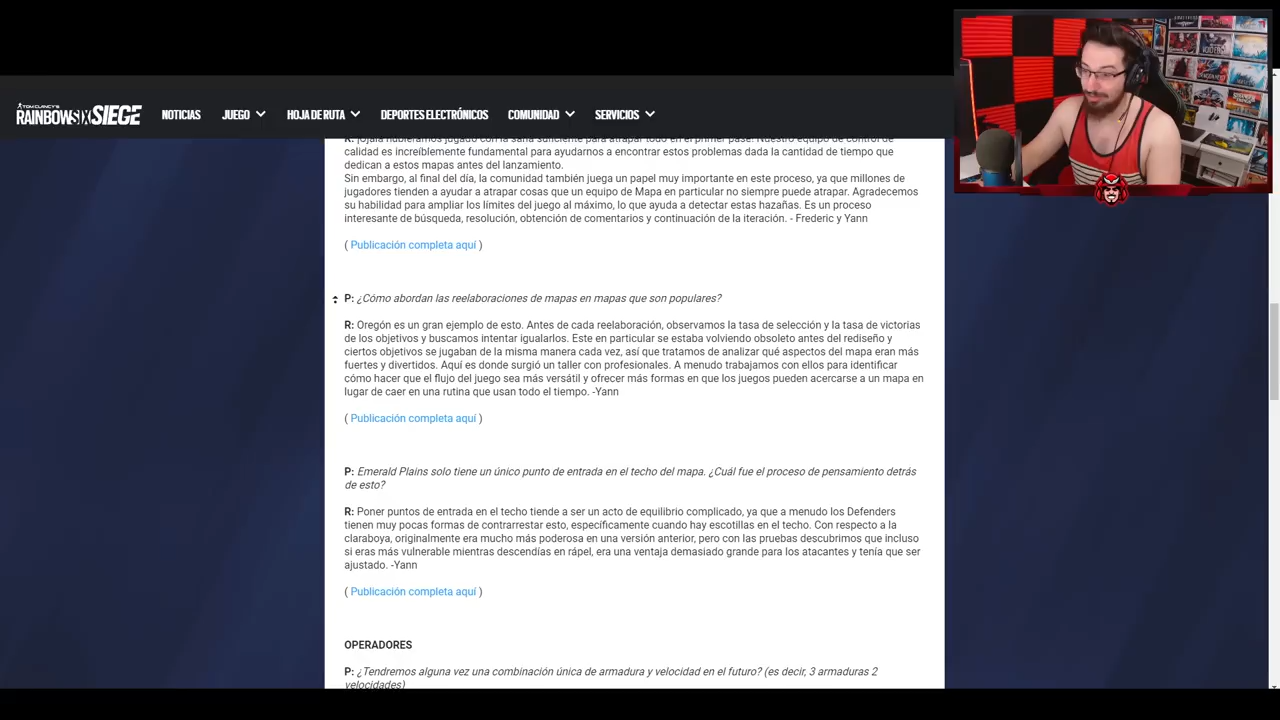 TOM CLANCY'S
RAINBOWSIX SIEGE
NOTICIAS JUEGO HOJA DE RUTA DEPORTES ELECTRÓNICOS COMUNIDAD SERVICIOS
calidad es increíblemente fundamental para ayudarnos a encontrar estos problemas dada la cantidad de tiempo que
dedican a estos mapas antes del lanzamiento.
Sin embargo, al final del día, la comunidad también juega un papel muy importante en este proceso, ya que millones de
jugadores tienden a ayudar a atrapar cosas que un equipo de Mapa en particular no siempre puede atrapar. Agradecemos
su habilidad para ampliar los límites del juego al máximo, lo que ayuda a detectar estas hazañas. Es un proceso
interesante de búsqueda, resolución, obtención de comentarios y continuación de la iteración. - Frederic y Yann
( Publicación completa aquí )
P: ¿Cómo abordan las reelaboraciones de mapas en mapas que son populares?
R: Oregón es un gran ejemplo de esto. Antes de cada reelaboración, observamos la tasa de selección y la tasa de victorias
de los objetivos y buscamos intentar igualarlos. Este en particular se estaba volviendo obsoleto antes del rediseño y
ciertos objetivos se jugaban de la misma manera cada vez, así que tratamos de analizar qué aspectos del mapa eran más
fuertes y divertidos. Aquí es donde surgió un taller con profesionales. A menudo trabajamos con ellos para identificar
cómo hacer que el flujo del juego sea más versátil y ofrecer más formas en que los juegos pueden acercarse a un mapa en
lugar de caer en una rutina que usan todo el tiempo. -Yann
( Publicación completa aquí )
P: Emerald Plains solo tiene un único punto de entrada en el techo del mapa. ¿Cuál fue el proceso de pensamiento detrás
de esto?
R: Poner puntos de entrada en el techo tiende a ser un acto de equilibrio complicado, ya que a menudo los Defenders
tienen muy pocas formas de contrarrestar esto, específicamente cuando hay escotillas en el techo. Con respecto a la
claraboya, originalmente era mucho más poderosa en una versión anterior, pero con las pruebas descubrimos que incluso
si eras más vulnerable mientras descendías en rápel, era una ventaja demasiado grande para los atacantes y tenía que ser
ajustado. -Yann
( Publicación completa aquí )
OPERADORES
P: ¿Tendremos alguna vez una combinación única de armadura y velocidad en el futuro? (es decir, 3 armaduras 2
velocidades)